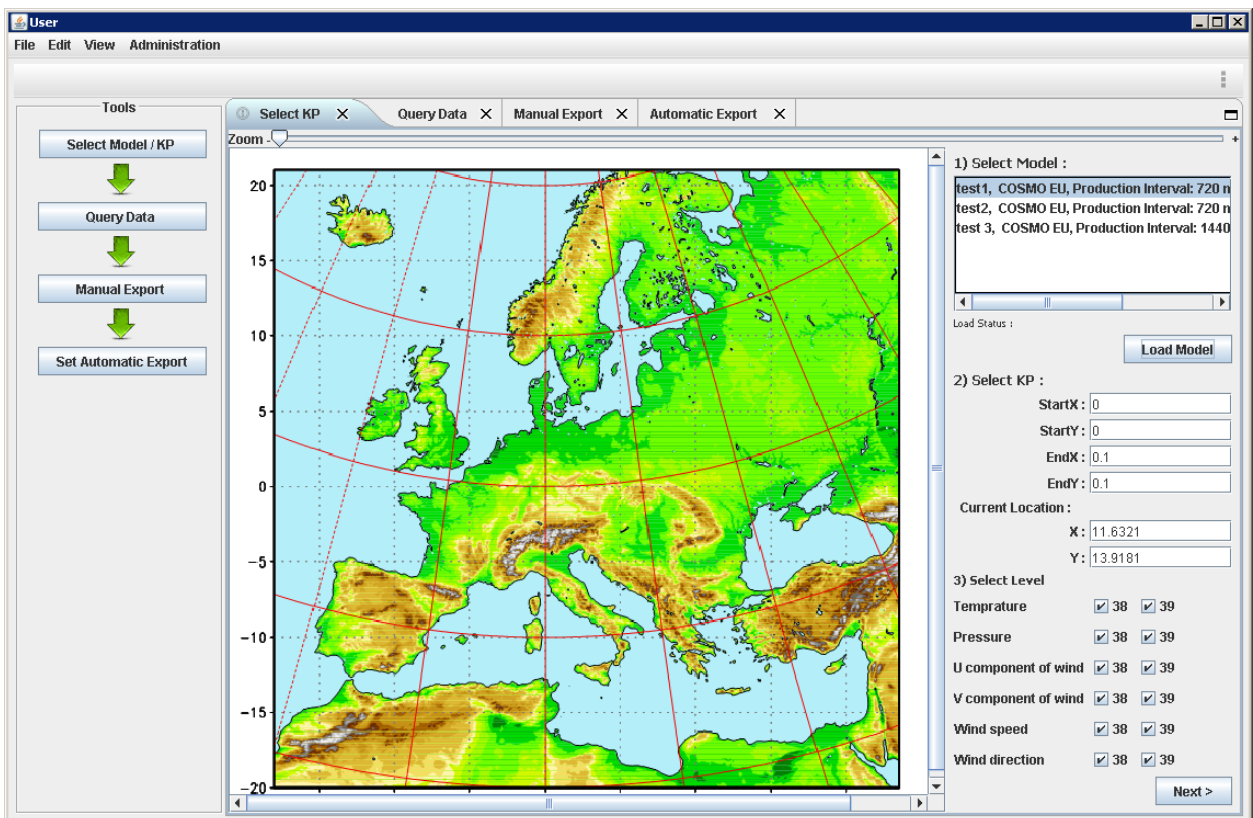 User
File Edit View Administration
Tools
Select Model / KP
Query Data
Manual Export
Set Automatic Export
Select KP X Query Data X Manual Export X Automatic Export X
Zoom - +
20
15
10
5
0
−5
−10
−15
−20
1) Select Model :
test1, COSMO EU, Production Interval: 720
test2, COSMO EU, Production Interval: 720
test 3, COSMO EU, Production Interval: 1440
Load Status :
Load Model
2) Select KP :
StartX : 0
StartY : 0
EndX : 0.1
EndY : 0.1
Current Location :
X : 11.6321
Y : 13.9181
3) Select Level
Temprature 38 39
Pressure 38 39
U component of wind 38 39
V component of wind 38 39
Wind speed 38 39
Wind direction 38 39
Next >